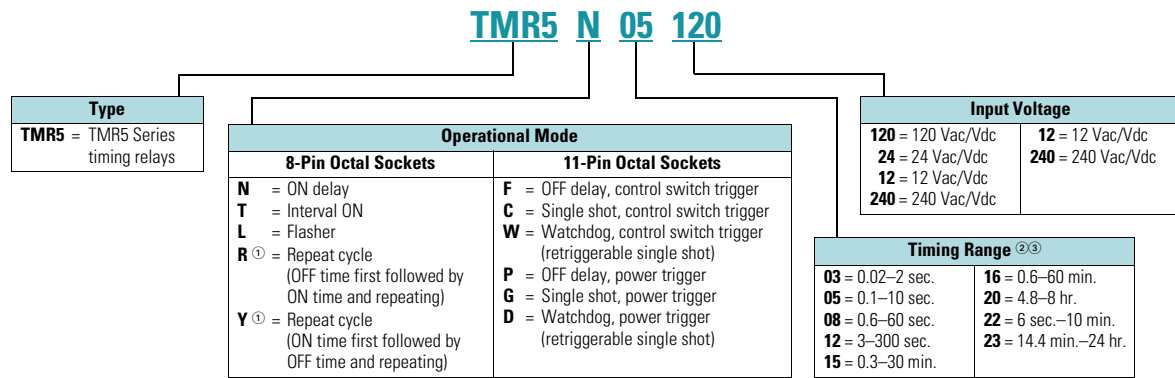 TMR5 N 05 120
Type
TMR5 = TMR5 Series
timing relays
Operational Mode
8-Pin Octal Sockets
N = ON delay
T = Interval ON
L = Flasher
R ① = Repeat cycle
(OFF time first followed by
ON time and repeating)
Y ① = Repeat cycle
(ON time first followed by
OFF time and repeating)
11-Pin Octal Sockets
F = OFF delay, control switch trigger
C = Single shot, control switch trigger
W = Watchdog, control switch trigger
(retriggerable single shot)
P = OFF delay, power trigger
G = Single shot, power trigger
D = Watchdog, power trigger
(retriggerable single shot)
Input Voltage
120 = 120 Vac/Vdc
24 = 24 Vac/Vdc
12 = 12 Vac/Vdc
240 = 240 Vac/Vdc
12 = 12 Vac/Vdc
240 = 240 Vac/Vdc
Timing Range ②③
03 = 0.02–2 sec.
05 = 0.1–10 sec.
08 = 0.6–60 sec.
12 = 3–300 sec.
15 = 0.3–30 min.
16 = 0.6–60 min.
20 = 4.8–8 hr.
22 = 6 sec.–10 min.
23 = 14.4 min.–24 hr.